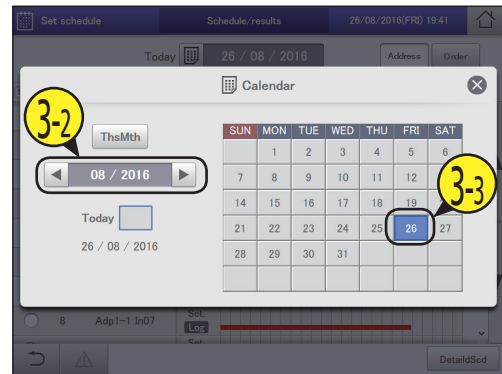 Set schedule Schedule/results 26/08/2016(FRI) 19:41
Today 26 / 08 / 2016 Address Order
Calendar
3-2
ThsMth
08 / 2016
Today
26 / 08 / 2016
SUN MON TUE WED THU FRI SAT
1 2 3 4 5 6
7 8 9 10 11 12
3-3
14 15 16 17 18 19
21 22 23 24 25 26 27
28 29 30 31
Set.
8 Adp1-1 In07 Log
Set.
DetaildScd